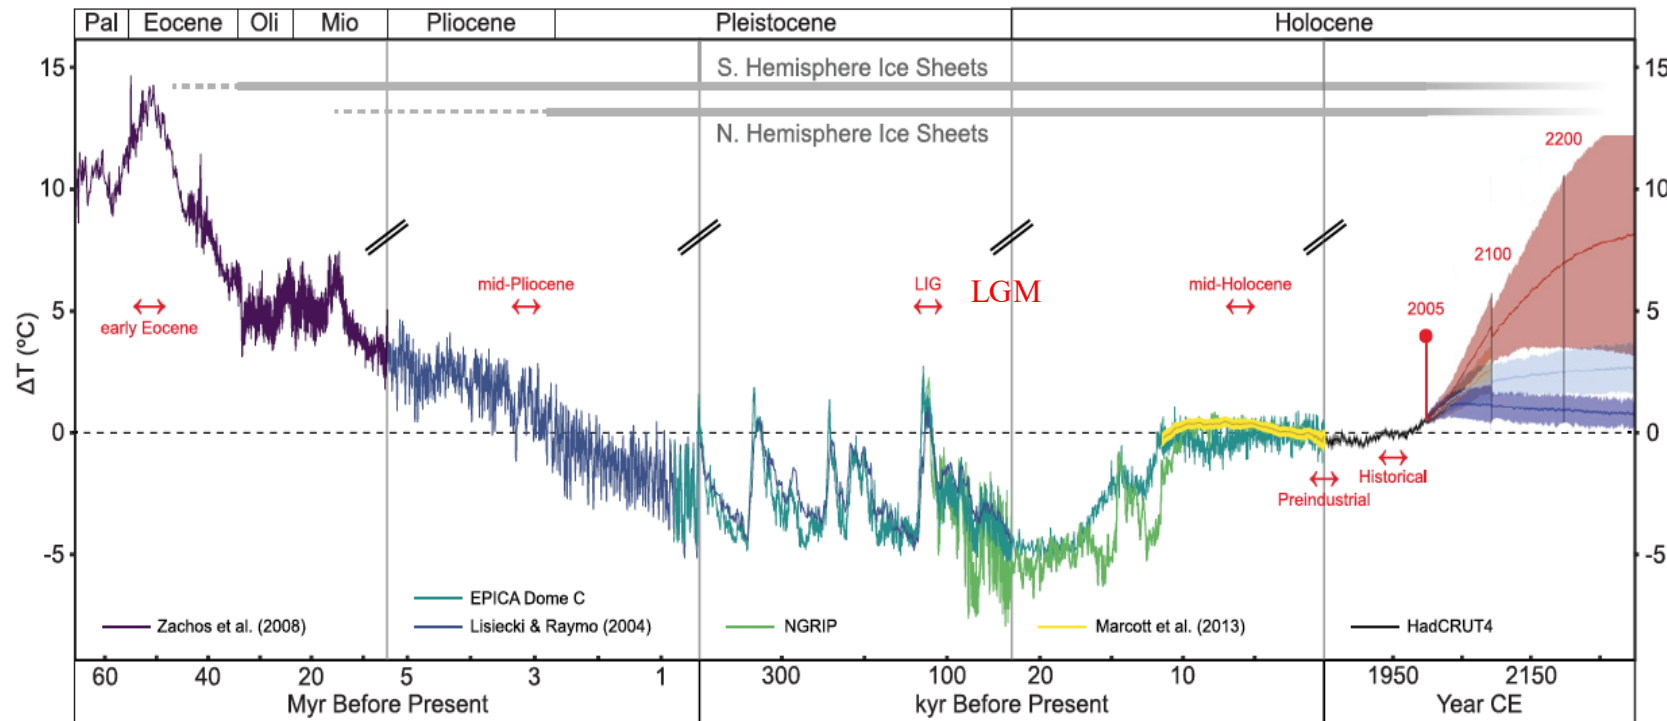 Pal Eocene Oli Mio Pliocene Pleistocene Holocene
15 S. Hemisphere Ice Sheets 15
N. Hemisphere Ice Sheets
2200
10 10
2100
mid-Pliocene LIG LGM mid-Holocene
5 2005 5
early Eocene
ΔT (ºC)
0 0
Historical
Preindustrial
-5 -5
EPICA Dome C
Zachos et al. (2008) Lisiecki & Raymo (2004) NGRIP Marcott et al. (2013) HadCRUT4
60 40 20 5 3 1 300 100 20 10 1950 2150
Myr Before Present kyr Before Present Year CE